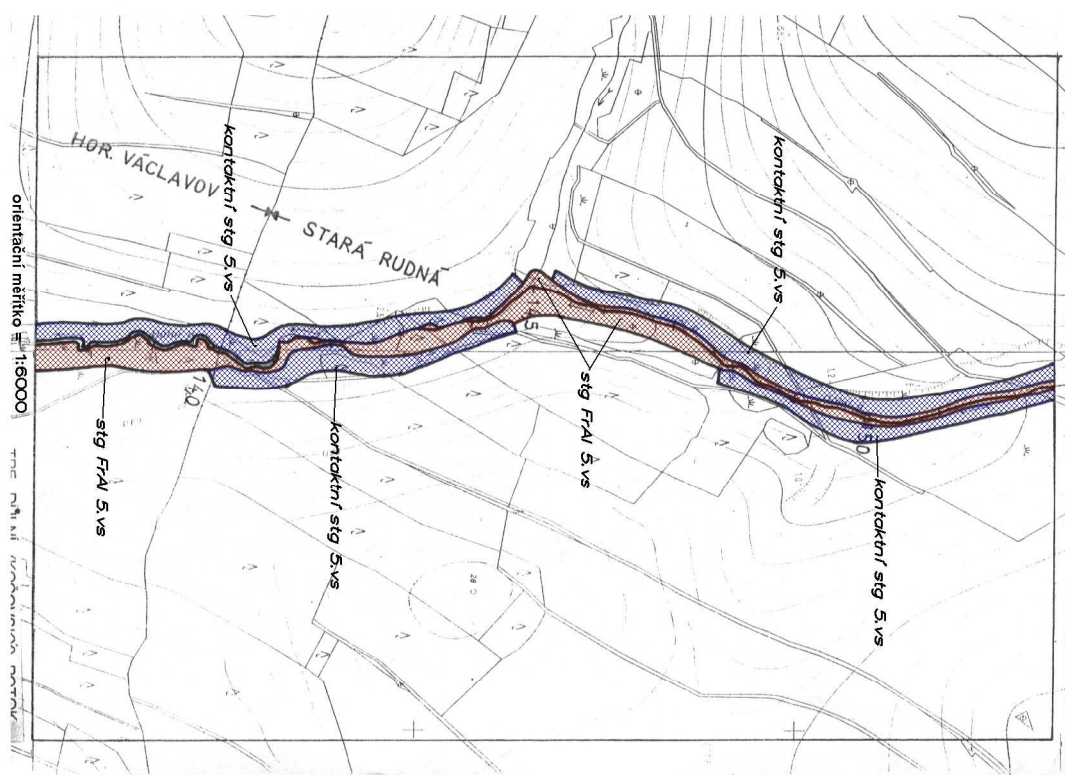 HOR. VÁCLAVOV
STARÁ RUDNÁ
kontaktní stg 5.vs
kontaktní stg 5.vs
stg FrAl 5.vs
kontaktní stg 5.vs
stg FrAl 5.vs
kontaktní stg 5.vs
140
orientační měřítko = 1:6000